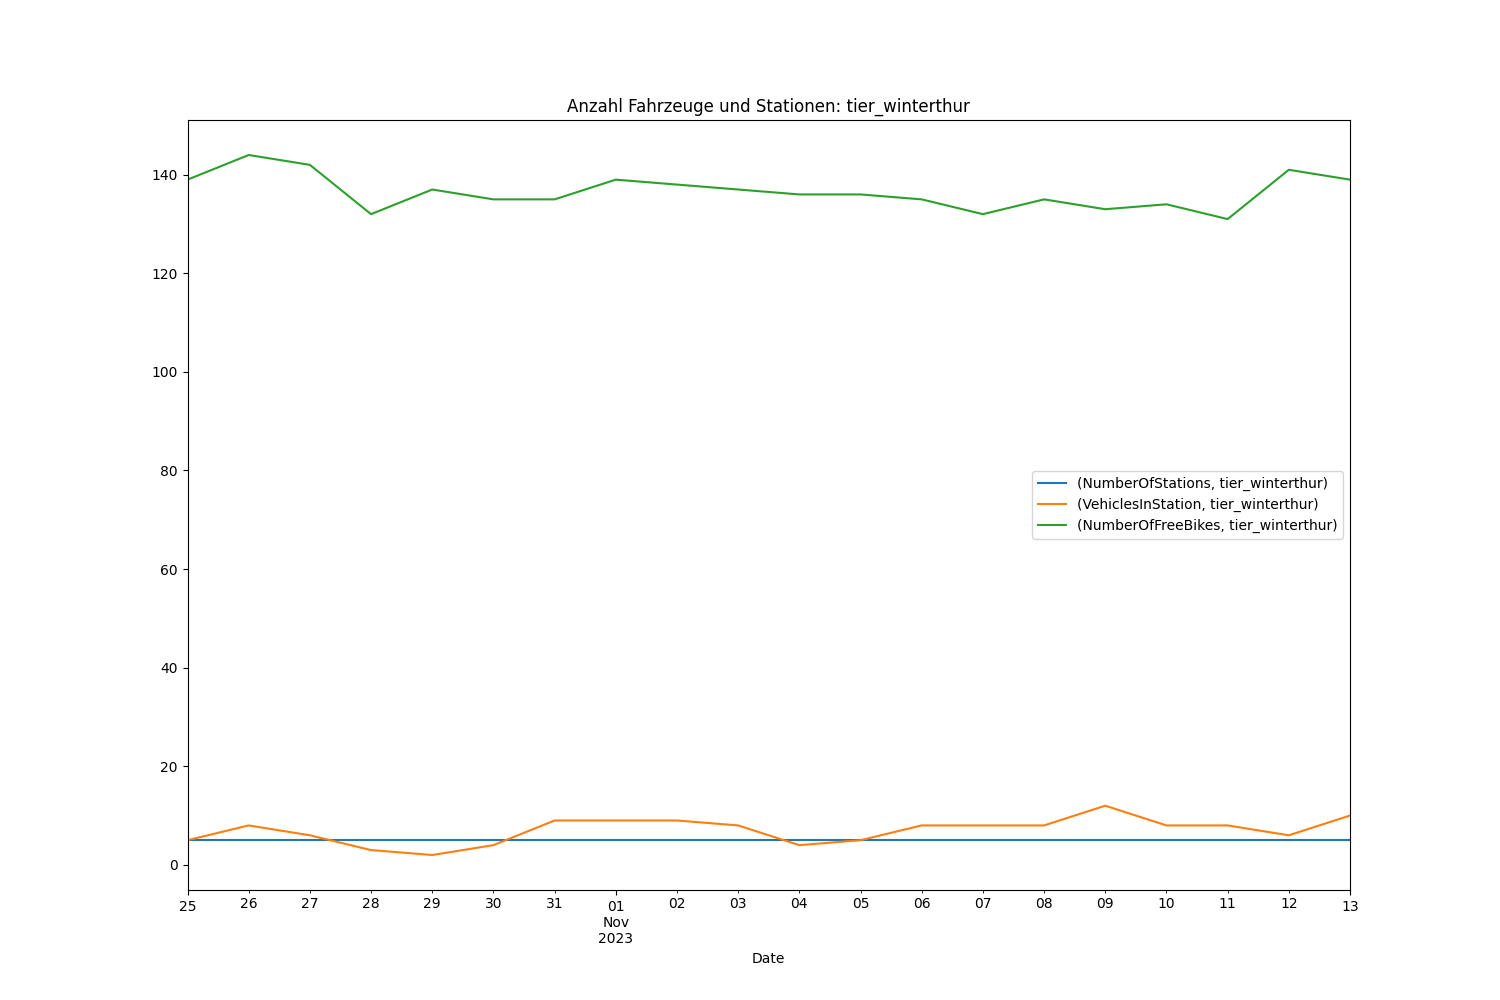 Anzahl Fahrzeuge und Stationen: tier_winterthur
140
120
100
80
60
40
20
0
(NumberOfStations, tier_winterthur)
(VehiclesInStation, tier_winterthur)
(NumberOfFreeBikes, tier_winterthur)
25 26 27 28 29 30 31 01 02 03 04 05 06 07 08 09 10 11 12 13
Nov
2023
Date